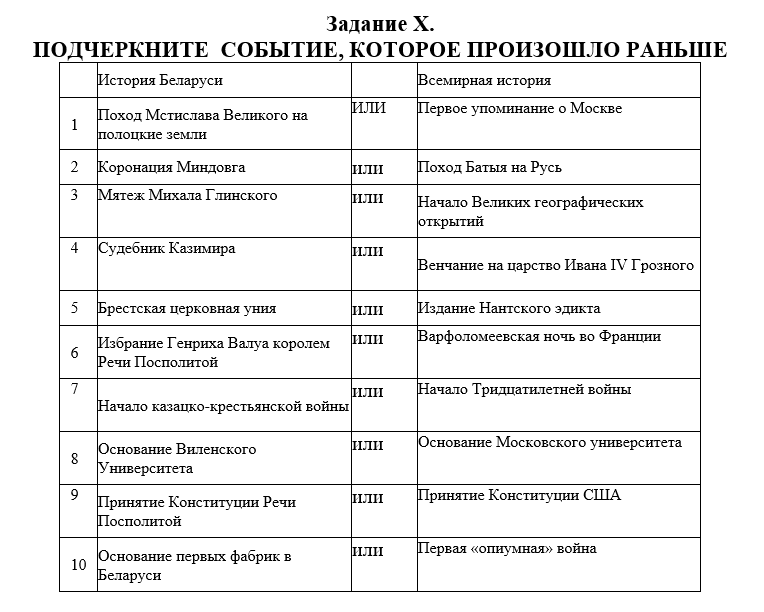 Задание X.
ПОДЧЕРКНИТЕ СОБЫТИЕ, КОТОРОЕ ПРОИЗОШЛО РАНЬШЕ
История Беларуси Всемирная история
1 Поход Мстислава Великого на полоцкие земли ИЛИ Первое упоминание о Москве
2 Коронация Миндовга или Поход Батыя на Русь
3 Мятеж Михала Глинского или Начало Великих географических открытий
4 Судебник Казимира или Венчание на царство Ивана IV Грозного
5 Брестская церковная уния или Издание Нантского эдикта
6 Избрание Генриха Валуа королем Речи Посполитой или Варфоломеевская ночь во Франции
7 Начало казацко-крестьянской войны или Начало Тридцатилетней войны
8 Основание Виленского Университета или Основание Московского университета
9 Принятие Конституции Речи Посполитой или Принятие Конституции США
10 Основание первых фабрик в Беларуси или Первая «опиумная» война